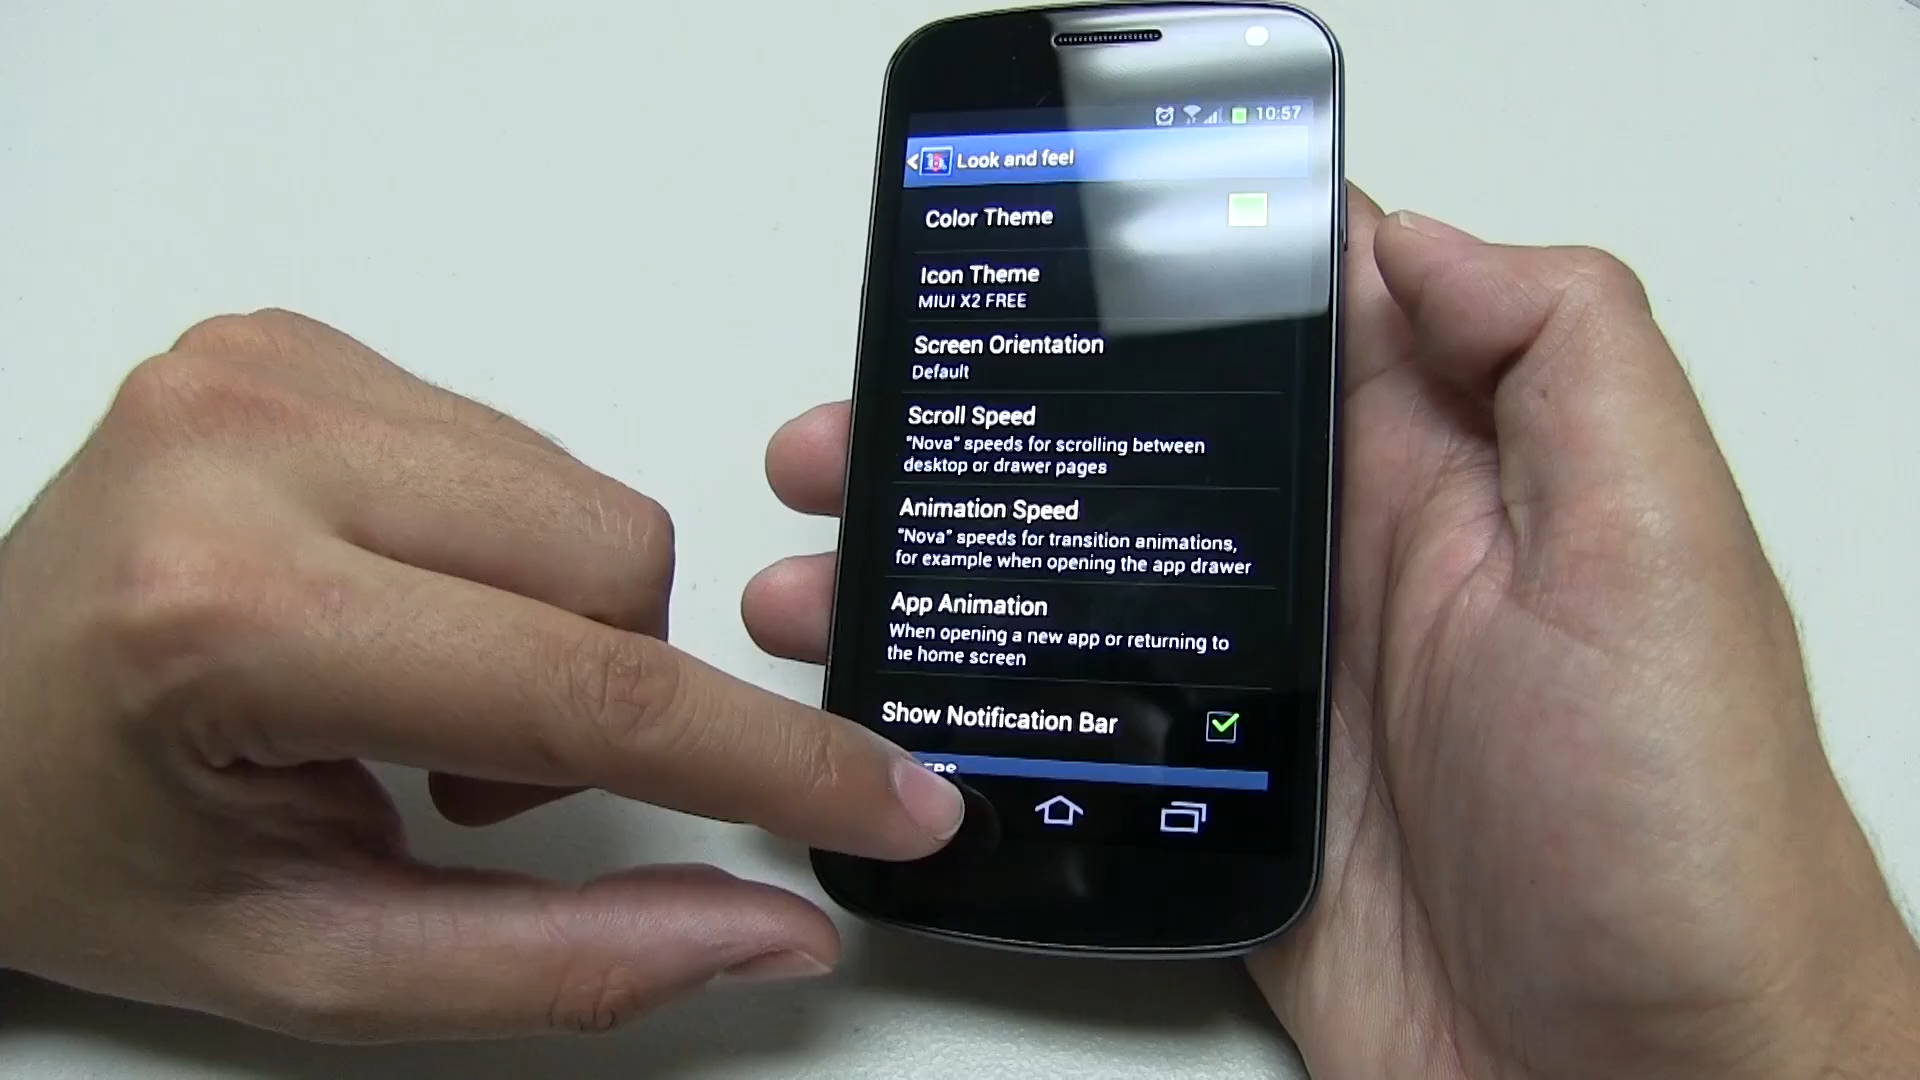 10:57
Look and feel
Color Theme
Icon Theme
MIUI X2 FREE
Screen Orientation
Default
Scroll Speed
"Nova" speeds for scrolling between
desktop or drawer pages
Animation Speed
"Nova" speeds for transition animations,
for example when opening the app drawer
App Animation
When opening a new app or returning to
the home screen
Show Notification Bar